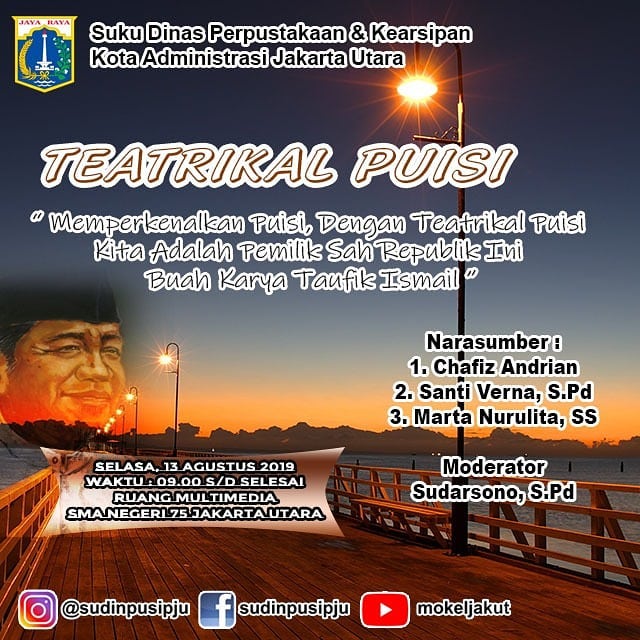 JAYA RAYA
Suku Dinas Perpustakaan & Kearsipan
Kota Administrasi Jakarta Utara
TEATRIKAL PUISI
" Memperkenalkan Puisi, Dengan Teatrikal Puisi
Kita Adalah Pemilik Sah Republik Ini
Buah Karya Taufik Ismail "
Narasumber :
1. Chafiz Andrian
2. Santi Verna, S.Pd
3. Marta Nurulita, SS
Moderator
Sudarsono, S.Pd
SELASA, 13 AGUSTUS 2019
WAKTU : 09.00 S/D SELESAI
RUANG MULTIMEDIA
SMA NEGERI 75 JAKARTA UTARA
@sudinpusipju sudinpusipju mokeljakut